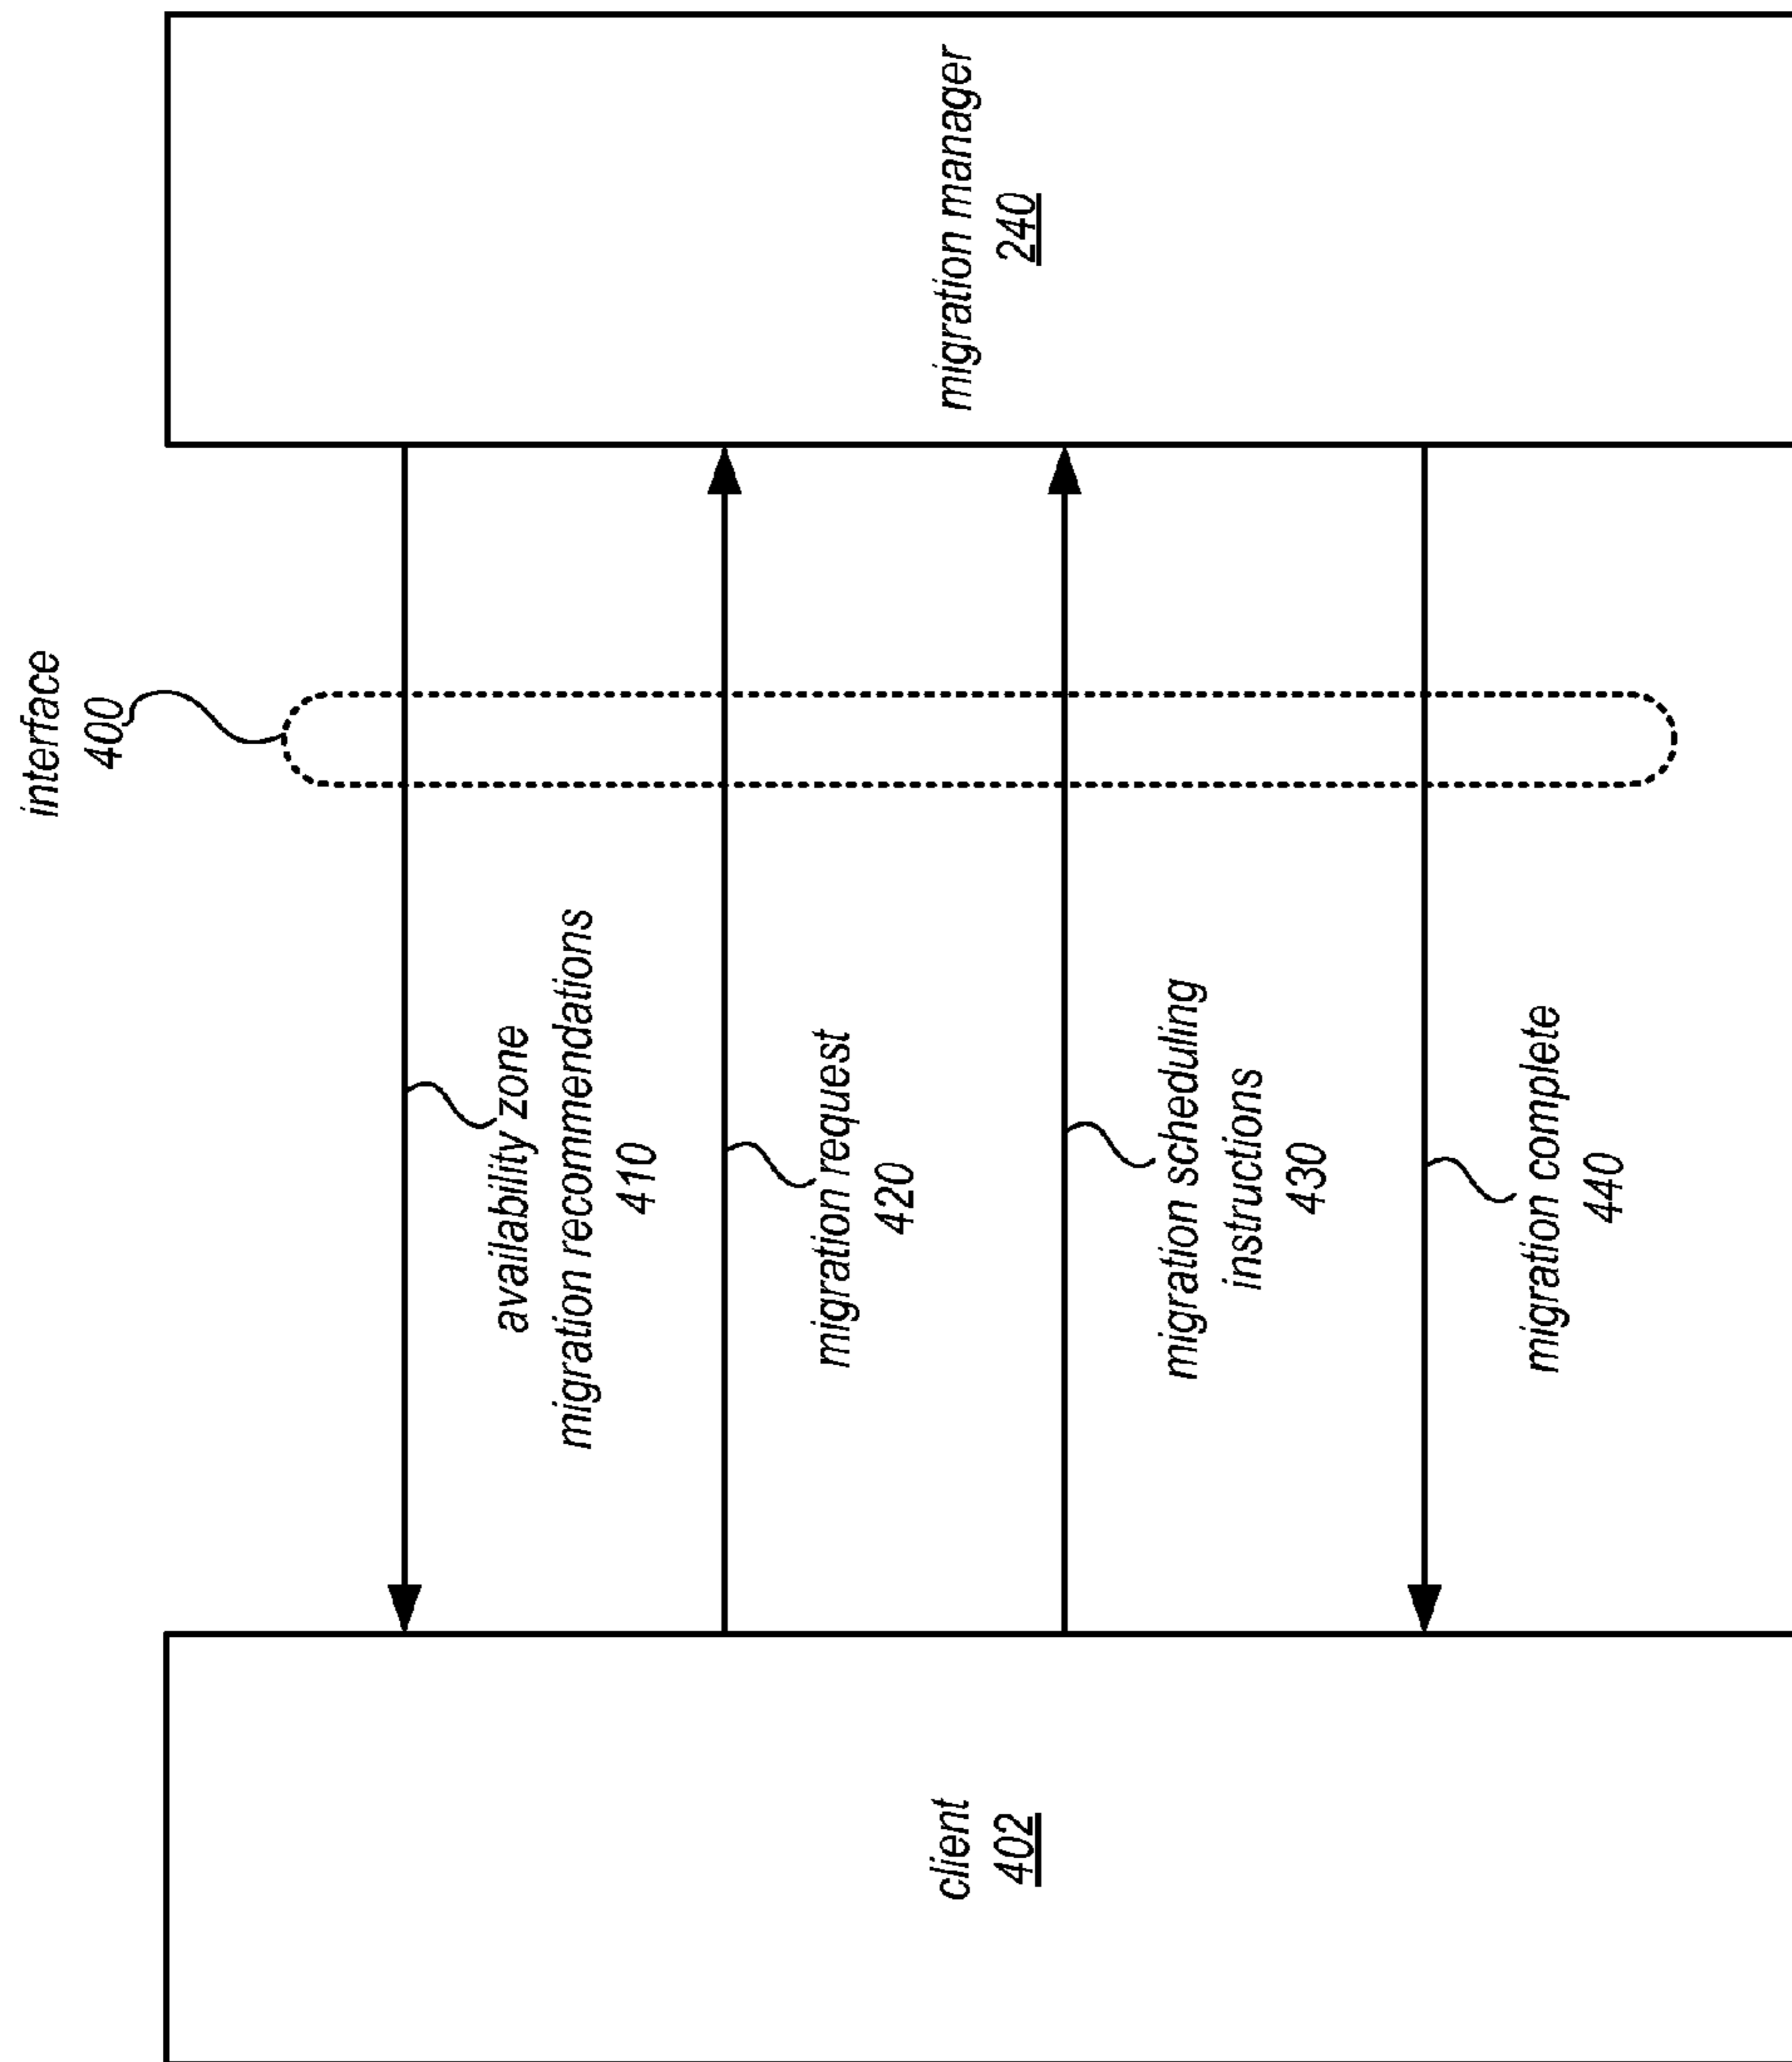 interface
400
client
402
availability zone
migration recommendations
410
migration request
420
migration scheduling
instructions
430
migration complete
440
migration manager
240